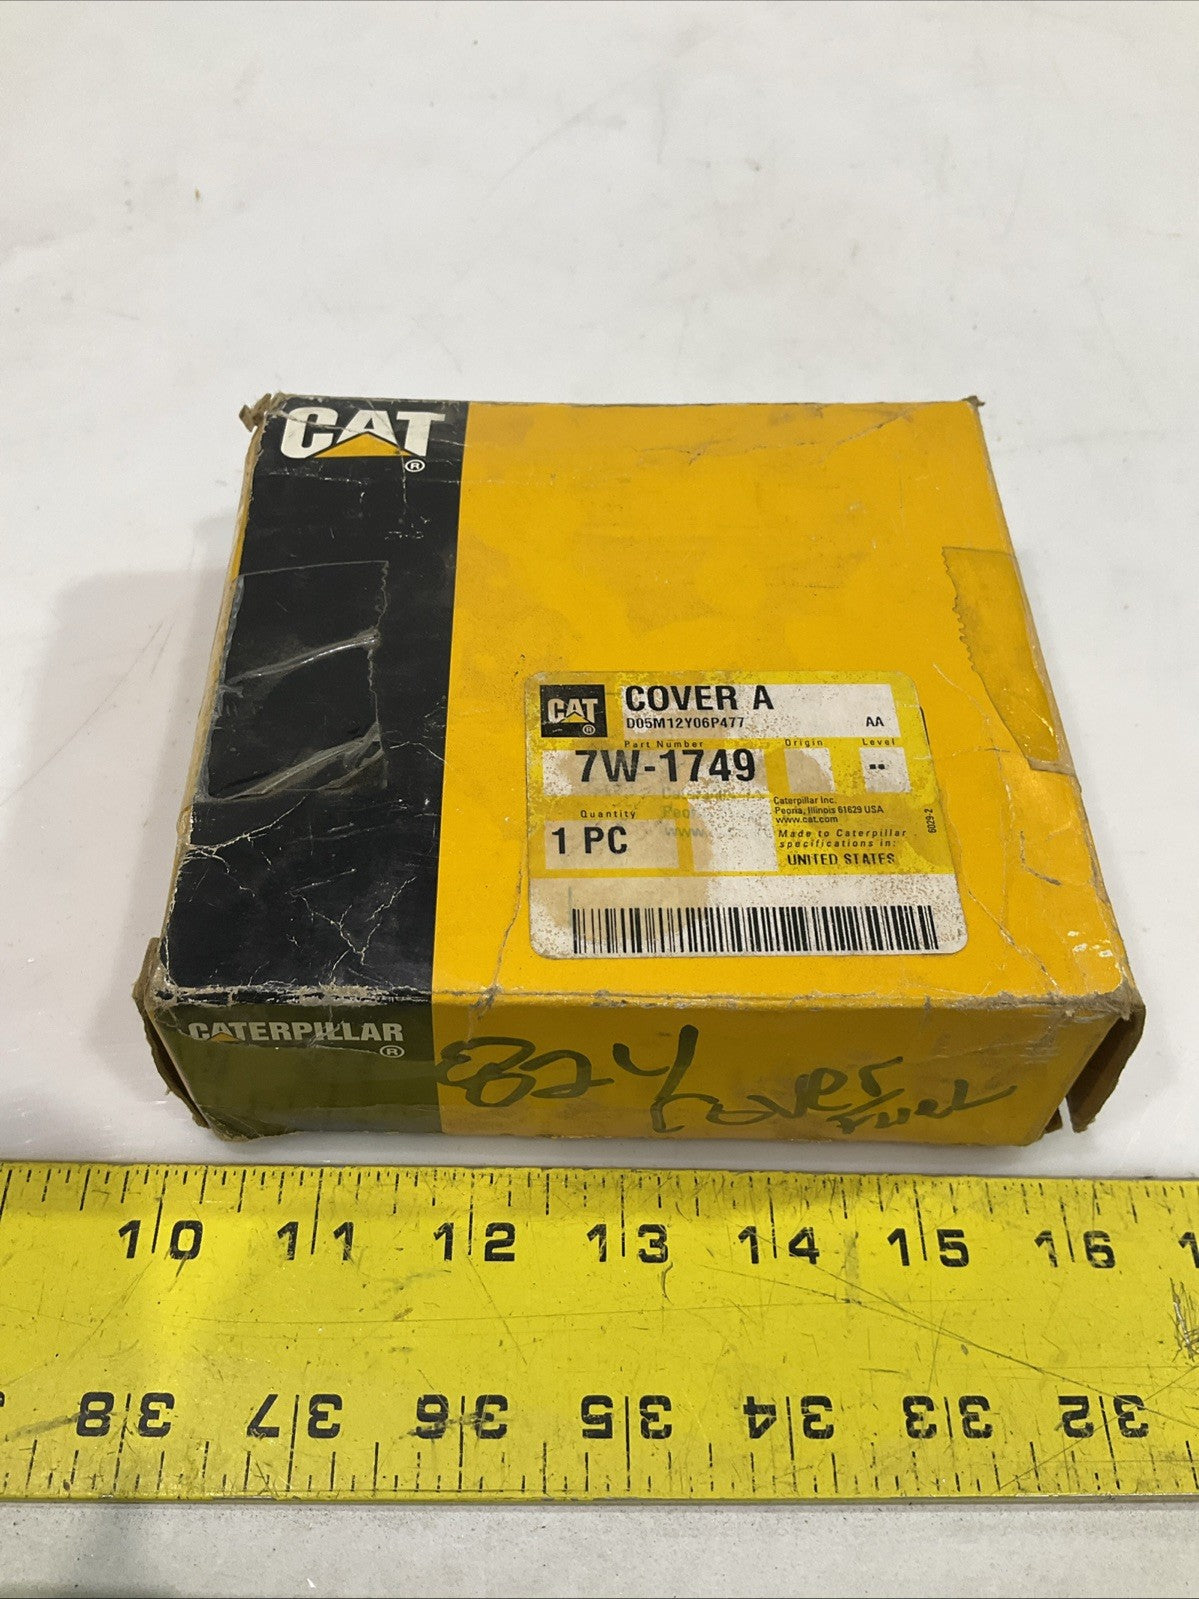 CAT
®
CAT
®
COVER A
D05M12Y06P477 AA
Part Number Origin Level
7W-1749 --
Quantity
1 PC
Caterpillar Inc.
Peoria, Illinois 61629 USA
www.cat.com
Made to Caterpillar
specifications in:
UNITED STATES
6029-2
CATERPILLAR
®
cover
Fuel
10 11 12 13 14 15 16
38 37 36 35 34 33 32